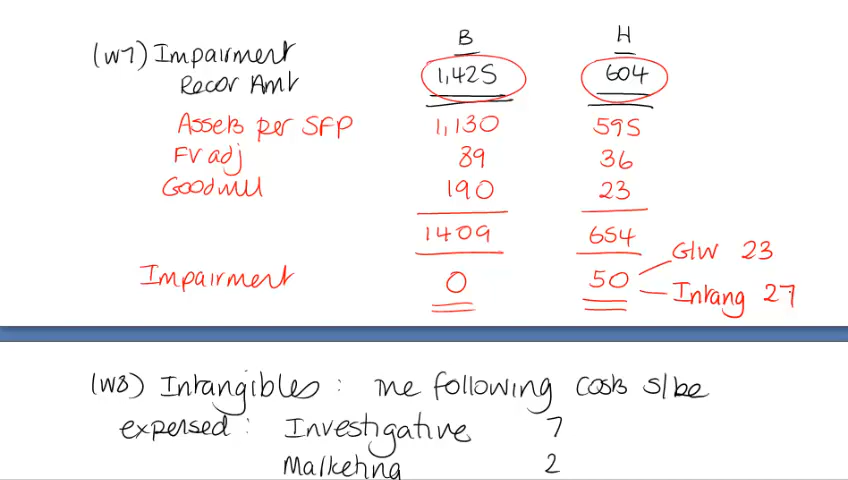 (W7) Impairment B H
Recov Amt 1,425 604
Assets per SFP 1,130 595
FV adj 89 36
Goodwill 190 23
1409 654
G/W 23
Impairment 0 50
Intang 27
(W8) Intangibles: The following costs s/be
expensed: Investigative 7
Marketing 2